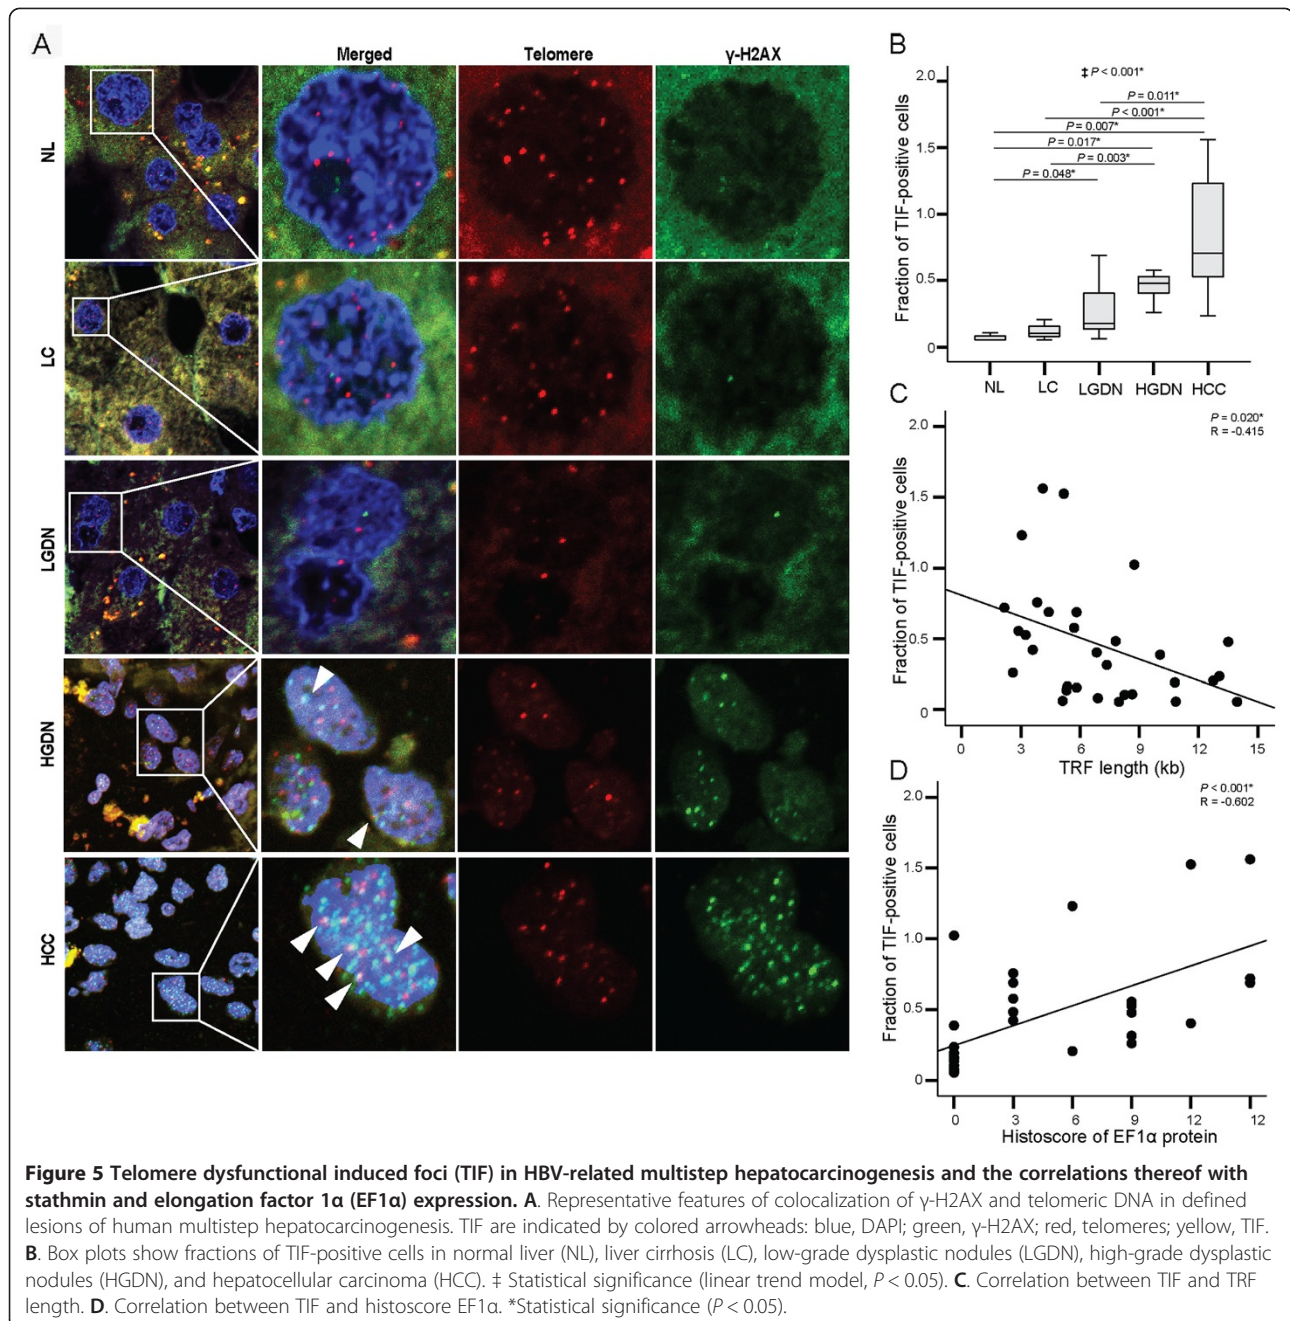 A
Merged
Telomere
γ-H2AX
NL
LC
LGDN
HGDN
HCC
B
Fraction of TIF-positive cells
2.0
1.5
1.0
0.5
0
‡ P < 0.001*
P = 0.011*
P < 0.001*
P = 0.007*
P = 0.017*
P = 0.003*
P = 0.048*
NL LC LGDN HGDN HCC
C
P = 0.020*
R = -0.415
Fraction of TIF-positive cells
2.0
1.5
1.0
0.5
0
0 3 6 9 12 15
TRF length (kb)
D
P < 0.001*
R = -0.602
Fraction of TIF-positive cells
2.0
1.5
1.0
0.5
0
0 3 6 9 12 12
Histoscore of EF1α protein
Figure 5 Telomere dysfunctional induced foci (TIF) in HBV-related multistep hepatocarcinogenesis and the correlations thereof with
stathmin and elongation factor 1α (EF1α) expression. A. Representative features of colocalization of γ-H2AX and telomeric DNA in defined
lesions of human multistep hepatocarcinogenesis. TIF are indicated by colored arrowheads: blue, DAPI; green, γ-H2AX; red, telomeres; yellow, TIF.
B. Box plots show fractions of TIF-positive cells in normal liver (NL), liver cirrhosis (LC), low-grade dysplastic nodules (LGDN), high-grade dysplastic
nodules (HGDN), and hepatocellular carcinoma (HCC). ‡ Statistical significance (linear trend model, P < 0.05). C. Correlation between TIF and TRF
length. D. Correlation between TIF and histoscore EF1α. *Statistical significance (P < 0.05).